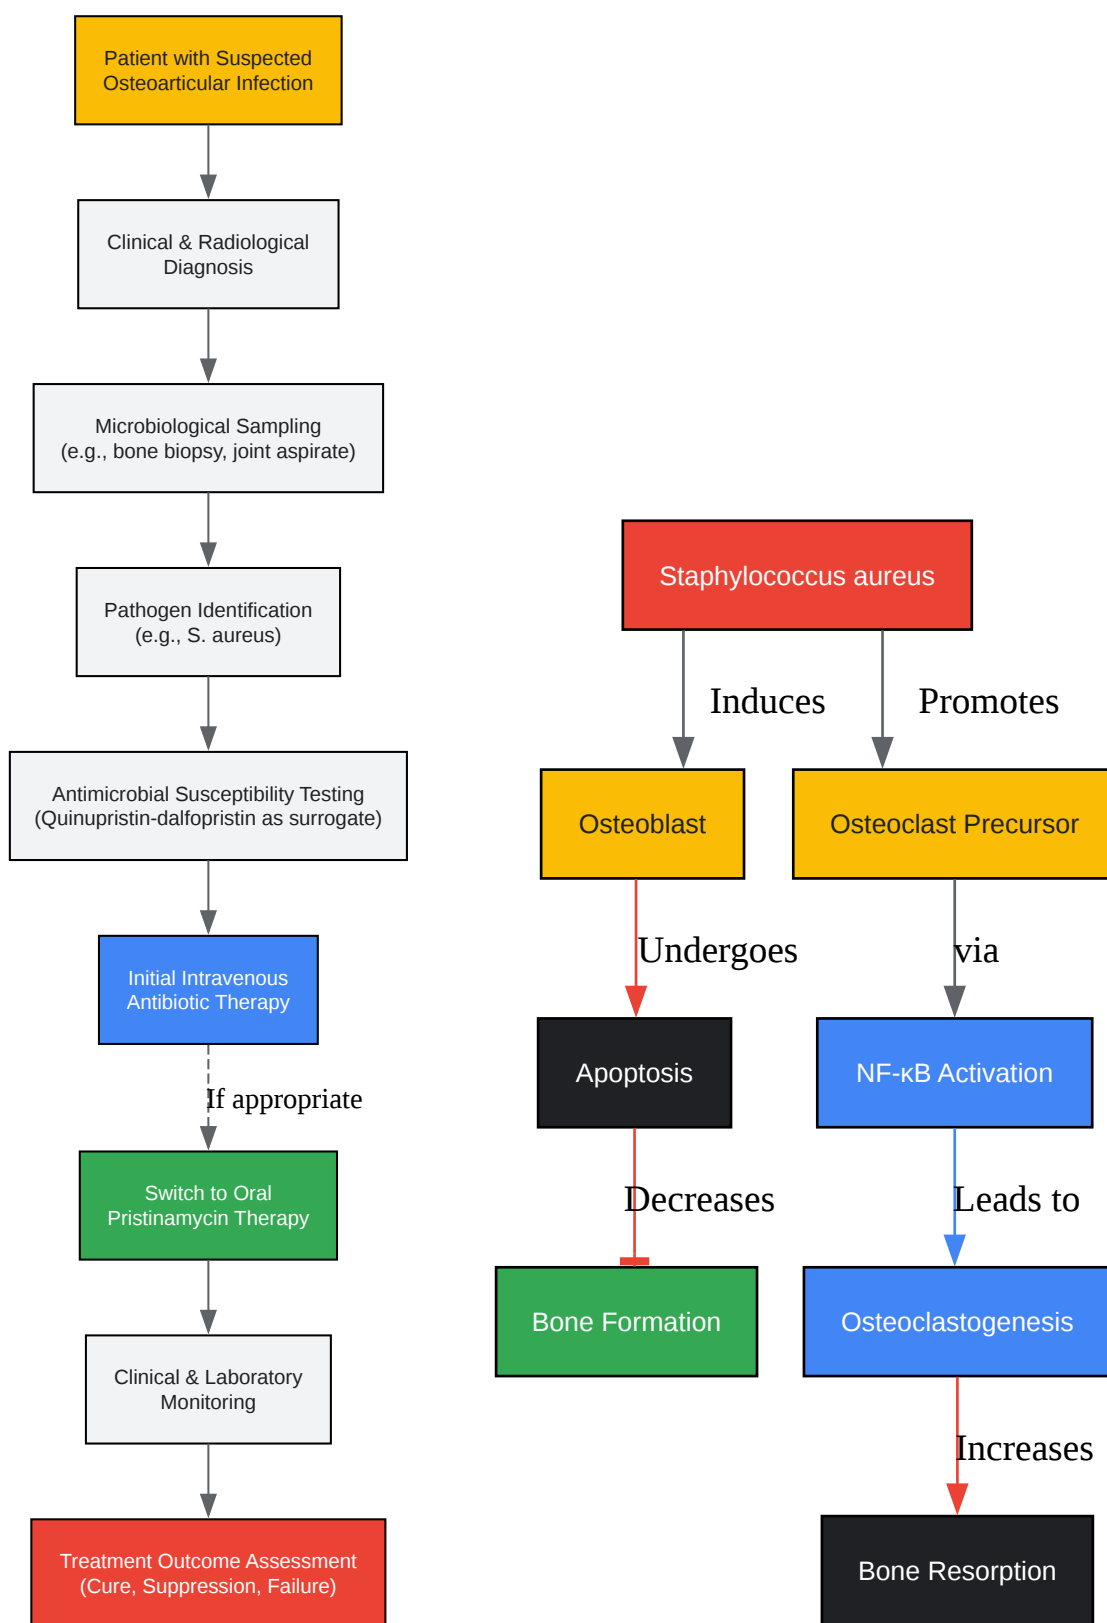 Patient with Suspected
Osteoarticular Infection
Clinical & Radiological
Diagnosis
Microbiological Sampling
(e.g., bone biopsy, joint aspirate)
Pathogen Identification
(e.g., S. aureus)
Antimicrobial Susceptibility Testing
(Quinupristin-dalfopristin as surrogate)
Initial Intravenous
Antibiotic Therapy
If appropriate
Switch to Oral
Pristinamycin Therapy
Clinical & Laboratory
Monitoring
Treatment Outcome Assessment
(Cure, Suppression, Failure)
Staphylococcus aureus
Induces
Promotes
Osteoblast
Osteoclast Precursor
Undergoes
via
Apoptosis
NF-κB Activation
Decreases
Leads to
Bone Formation
Osteoclastogenesis
Increases
Bone Resorption